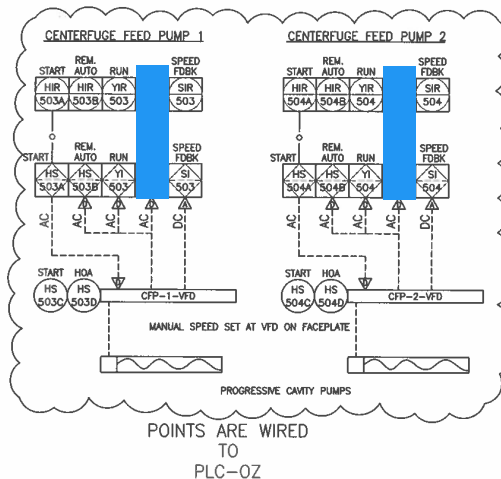 CENTERFUGE FEED PUMP 1
CENTERFUGE FEED PUMP 2
START REM. AUTO RUN SPEED FDBK
HIR 503A HIR 503B YIR 503 SIR 503
START REM. AUTO RUN SPEED FDBK
HS 503A HS 503B YI 503 SI 503
AC AC AC AC DC
START HOA
HS 503C HS 503D
CFP-1-VFD
START REM. AUTO RUN SPEED FDBK
HIR 504A HIR 504B YIR 504 SIR 504
START REM. AUTO RUN SPEED FDBK
HS 504A HS 504B YI 504 SI 504
AC AC AC AC DC
START HOA
HS 504C HS 504D
CFP-2-VFD
MANUAL SPEED SET AT VFD ON FACEPLATE
PROGRESSIVE CAVITY PUMPS
POINTS ARE WIRED
TO
PLC-OZ